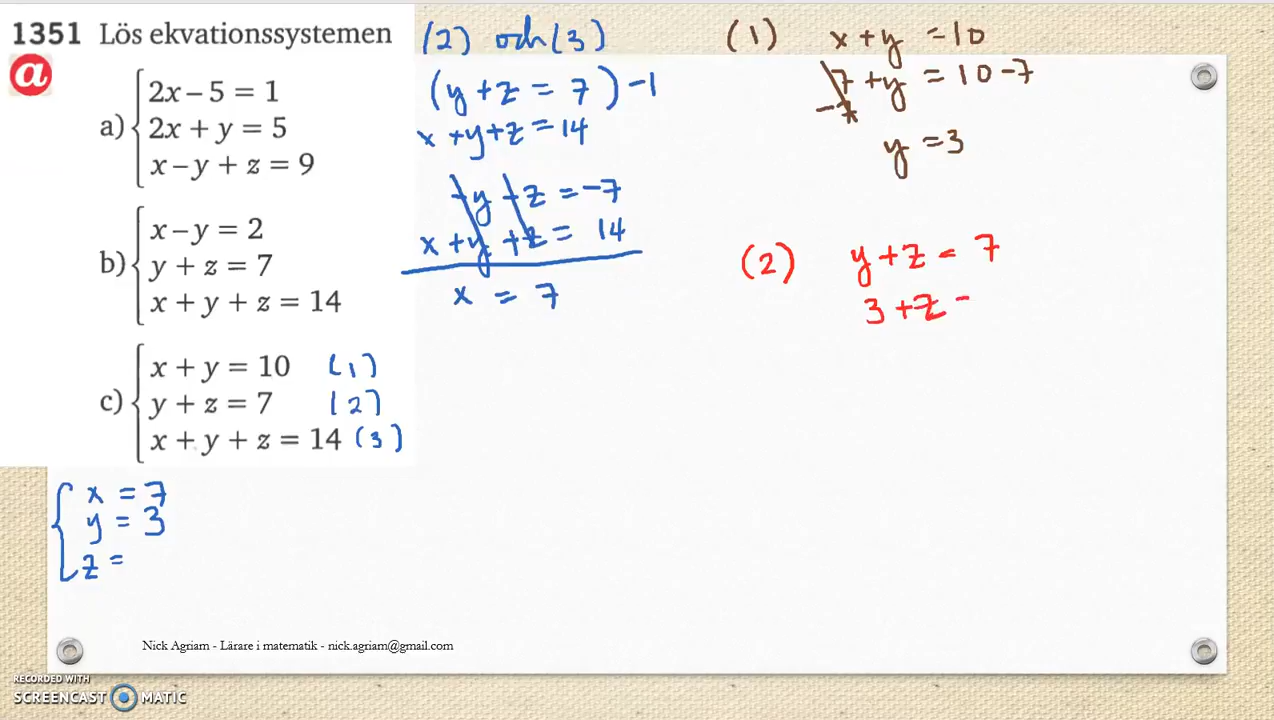 1351 Lös ekvationssystemen
a
a) 2x – 5 = 1
2x + y = 5
x – y + z = 9
b) x – y = 2
y + z = 7
x + y + z = 14
c) x + y = 10 (1)
y + z = 7 (2)
x + y + z = 14 (3)
x = 7
y = 3
z =
(2) och (3)
(y + z = 7) -1
x + y + z = 14
-y -z = -7
x + y + z = 14
x = 7
(1) x + y = 10
7 + y = 10 - 7
-7
y = 3
(2) y + z = 7
3 + z -
Nick Agriam - Lärare i matematik - nick.agriam@gmail.com
RECORDED WITH
SCREENCAST MATIC